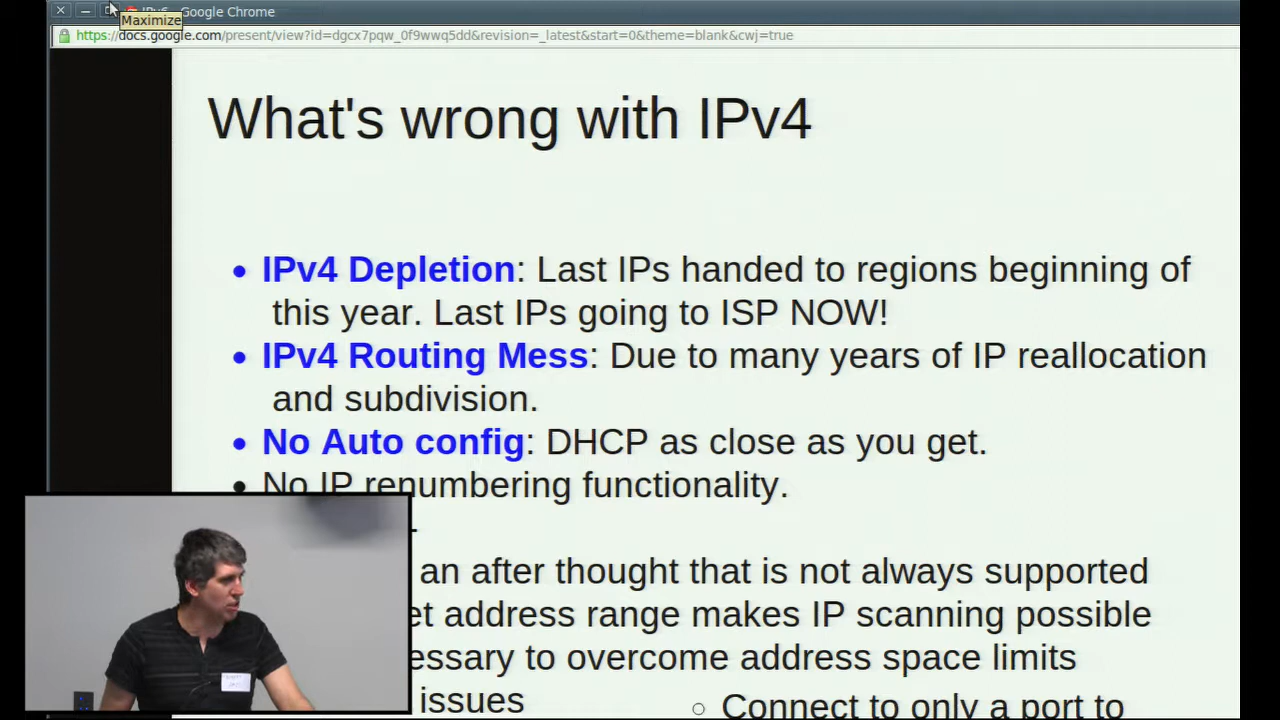 IPv6 - Google Chrome
Maximize
https://docs.google.com/present/view?id=dgcx7pqw_0f9wwq5dd&revision=_latest&start=0&theme=blank&cwj=true
What's wrong with IPv4
IPv4 Depletion: Last IPs handed to regions beginning of
this year. Last IPs going to ISP NOW!
IPv4 Routing Mess: Due to many years of IP reallocation
and subdivision.
No Auto config: DHCP as close as you get.
No IP renumbering functionality.
an after thought that is not always supported
address range makes IP scanning possible
essary to overcome address space limits
issues
Connect to only a port to